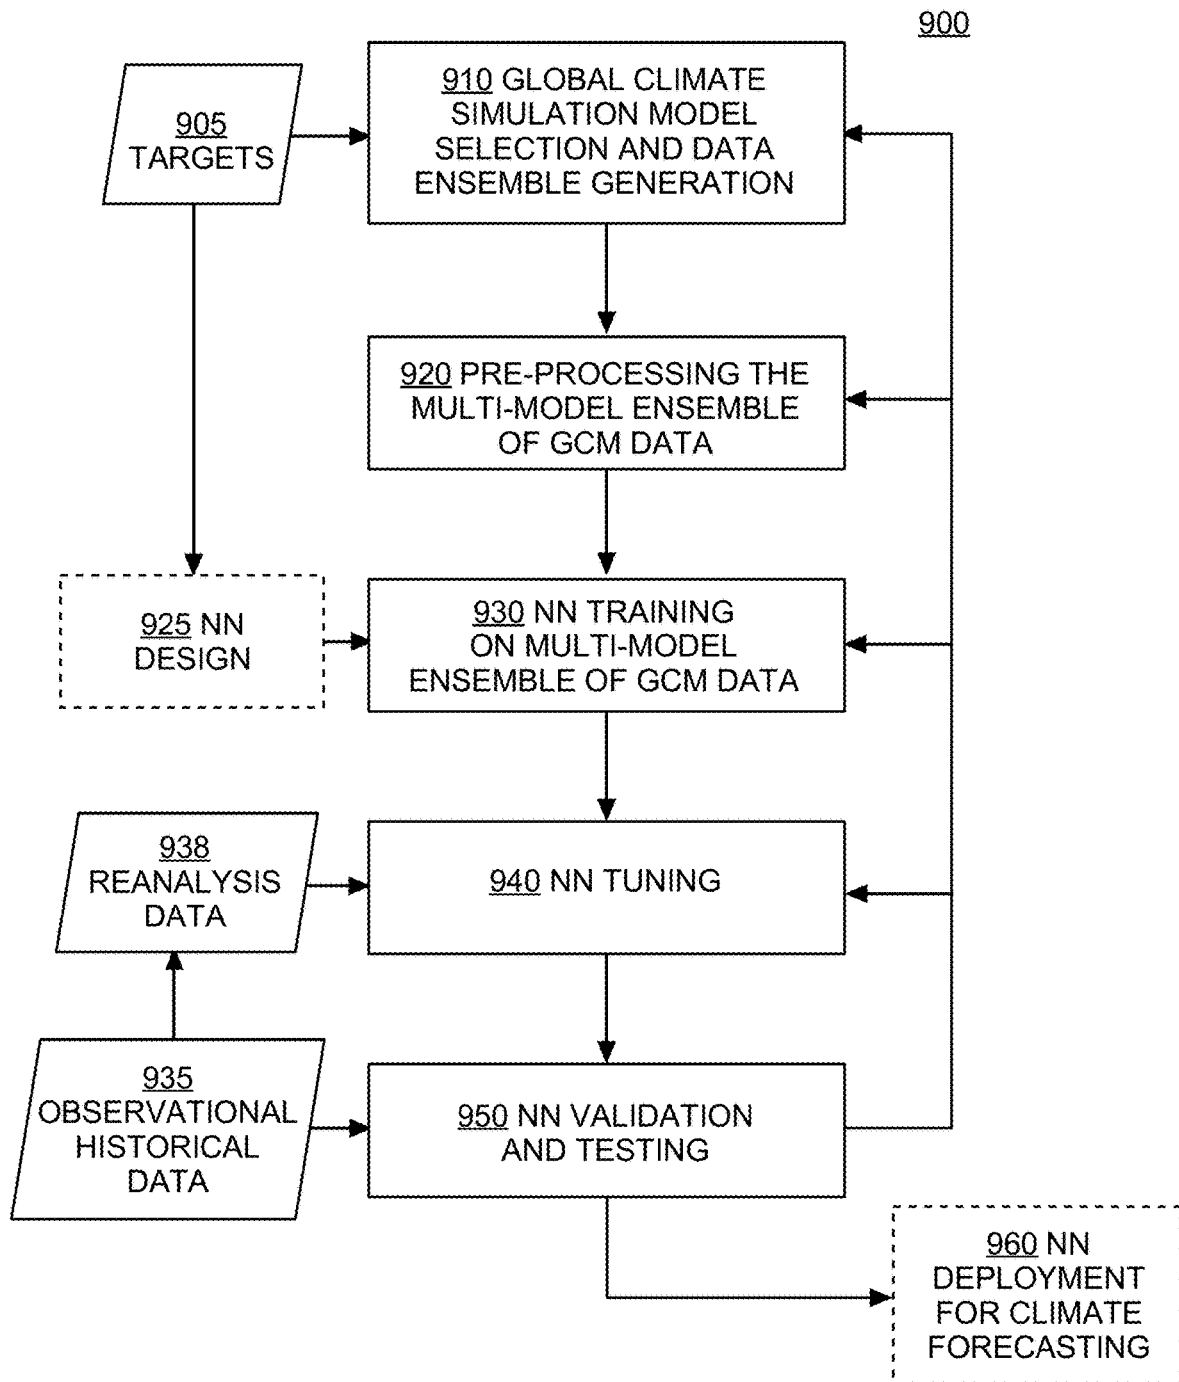 900
910 GLOBAL CLIMATE
SIMULATION MODEL
SELECTION AND DATA
ENSEMBLE GENERATION
905
TARGETS
920 PRE-PROCESSING THE
MULTI-MODEL ENSEMBLE
OF GCM DATA
925 NN
DESIGN
930 NN TRAINING
ON MULTI-MODEL
ENSEMBLE OF GCM DATA
938
REANALYSIS
DATA
940 NN TUNING
935
OBSERVATIONAL
HISTORICAL
DATA
950 NN VALIDATION
AND TESTING
960 NN
DEPLOYMENT
FOR CLIMATE
FORECASTING